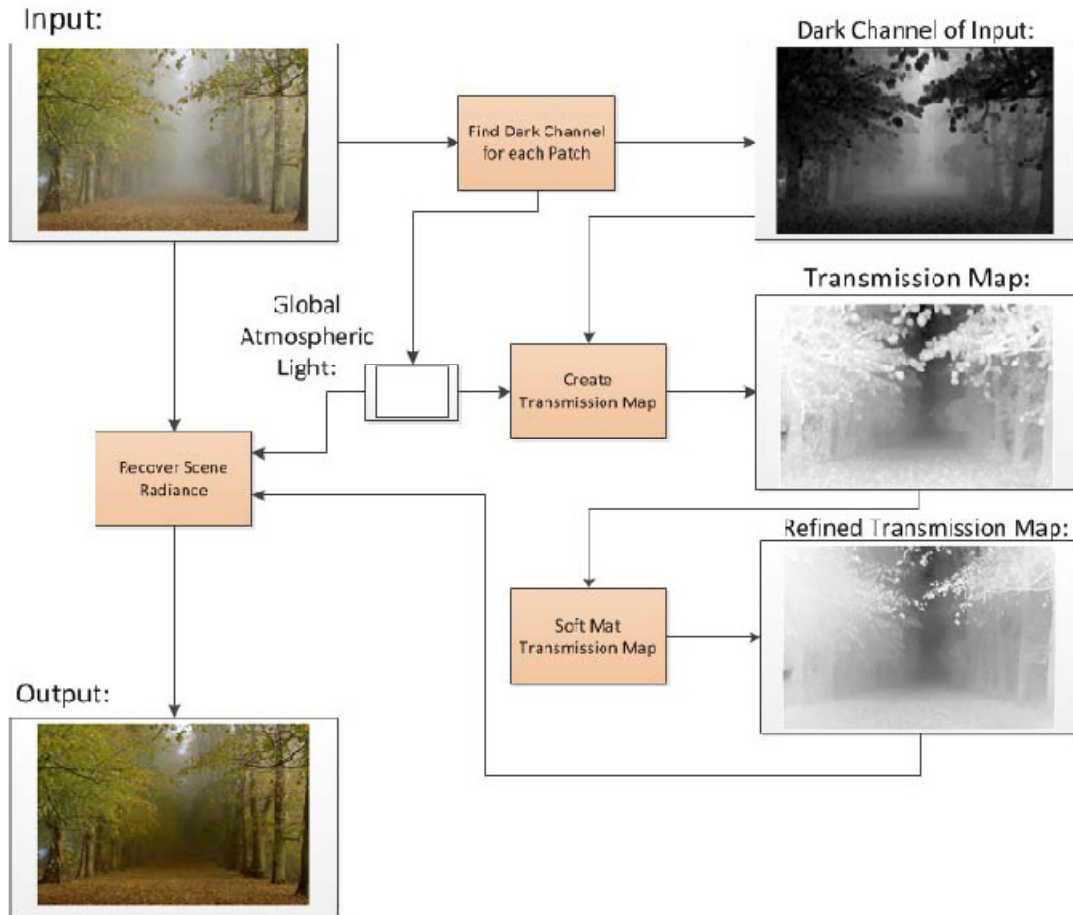 Input:
Dark Channel of Input:
Find Dark Channel
for each Patch
Transmission Map:
Global
Atmospheric
Light:
Create
Transmission Map
Recover Scene
Radiance
Refined Transmission Map:
Soft Mat
Transmission Map
Output: